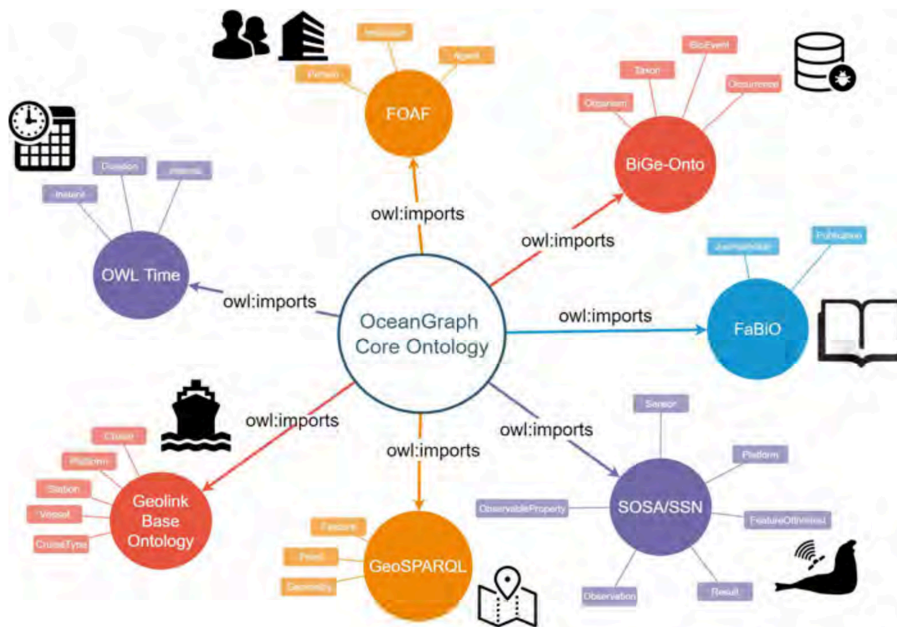 Institution
Person
Agent
FOAF
BioEvent
Taxon
Organism
Occurrence
BiGe-Onto
Duration
Interval
Instant
OWL Time
owl:imports
owl:imports
owl:imports
owl:imports
OceanGraph
Core Ontology
Publication
FaBiO
owl:imports
owl:imports
owl:imports
Cruise
Platform
Station
Vessel
CruiseType
Geolink
Base
Ontology
Feature
Point
Geometry
GeoSPARQL
Sensor
Platform
ObservableProperty
FeatureOfInterest
SOSA/SSN
Observation
Result